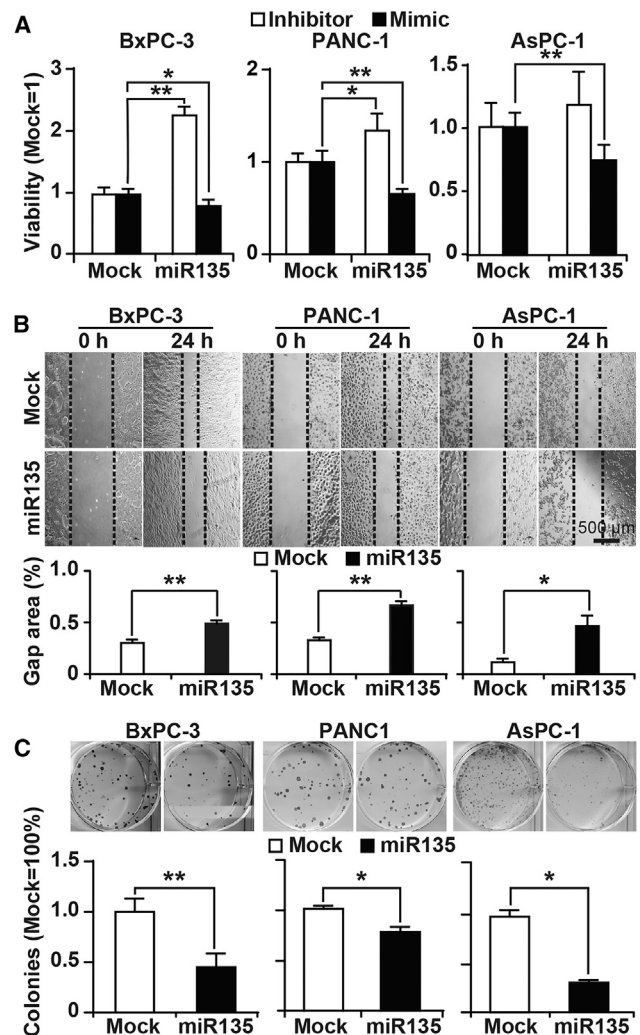 A
Inhibitor Mimic
BxPC-3 PANC-1 AsPC-1
Viability (Mock=1)
3
2
1
0
* **
**
*
2
1
0
**
1.5
1.0
0.5
0
Mock miR135 Mock miR135 Mock miR135
B
BxPC-3 PANC-1 AsPC-1
0 h 24 h 0 h 24 h 0 h 24 h
Mock
miR135
500 μm
Mock miR135
Gap area (%)
1.0
0.5
0
** ** *
Mock miR135 Mock miR135 Mock miR135
C
BxPC-3 PANC1 AsPC-1
Mock miR135
Colonies (Mock=100%)
1.5
1.0
0.5
0
** * *
Mock miR135 Mock miR135 Mock miR135